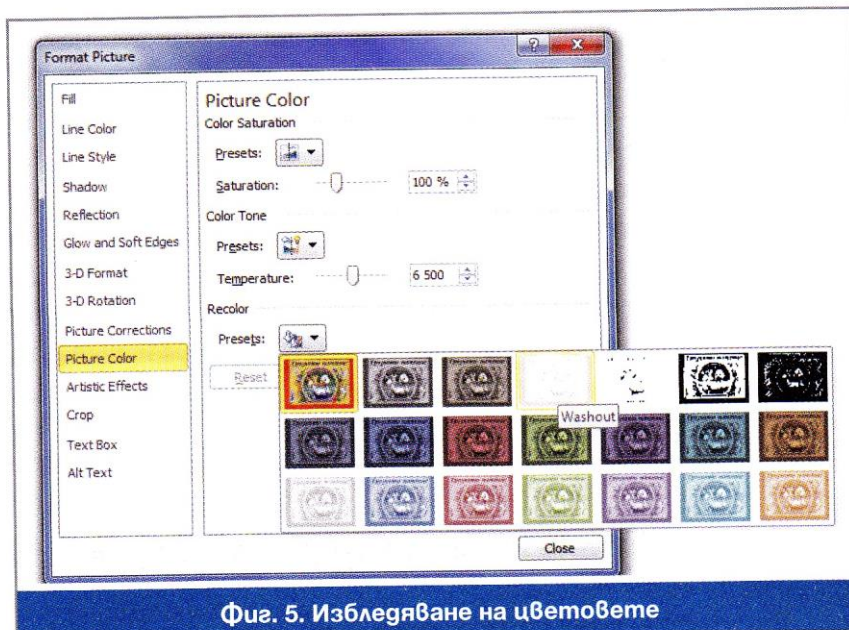 Format Picture
Fill
Line Color
Line Style
Shadow
Reflection
Glow and Soft Edges
3-D Format
3-D Rotation
Picture Corrections
Picture Color
Artistic Effects
Crop
Text Box
Alt Text
Picture Color
Color Saturation
Presets:
Saturation: 100 %
Color Tone
Presets:
Temperature: 6 500
Recolor
Presets:
Reset
Washout
Close
Фиг. 5. Избледяване на цветовете